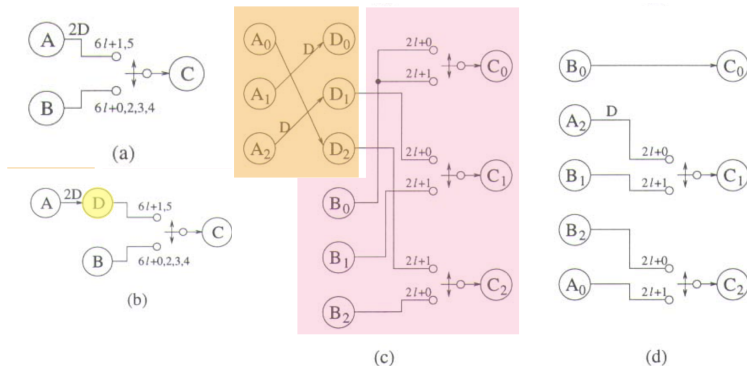 A
2D
6l+1,5
B
6l+0,2,3,4
C
(a)
A
2D
D
6l+1,5
B
6l+0,2,3,4
C
(b)
A0
D0
D
A1
D1
D
A2
D2
B0
B1
B2
2l+0
2l+1
C0
2l+0
2l+1
C1
2l+1
2l+0
C2
(c)
B0
C0
A2
D
2l+0
B1
2l+1
C1
B2
2l+0
A0
2l+1
C2
(d)